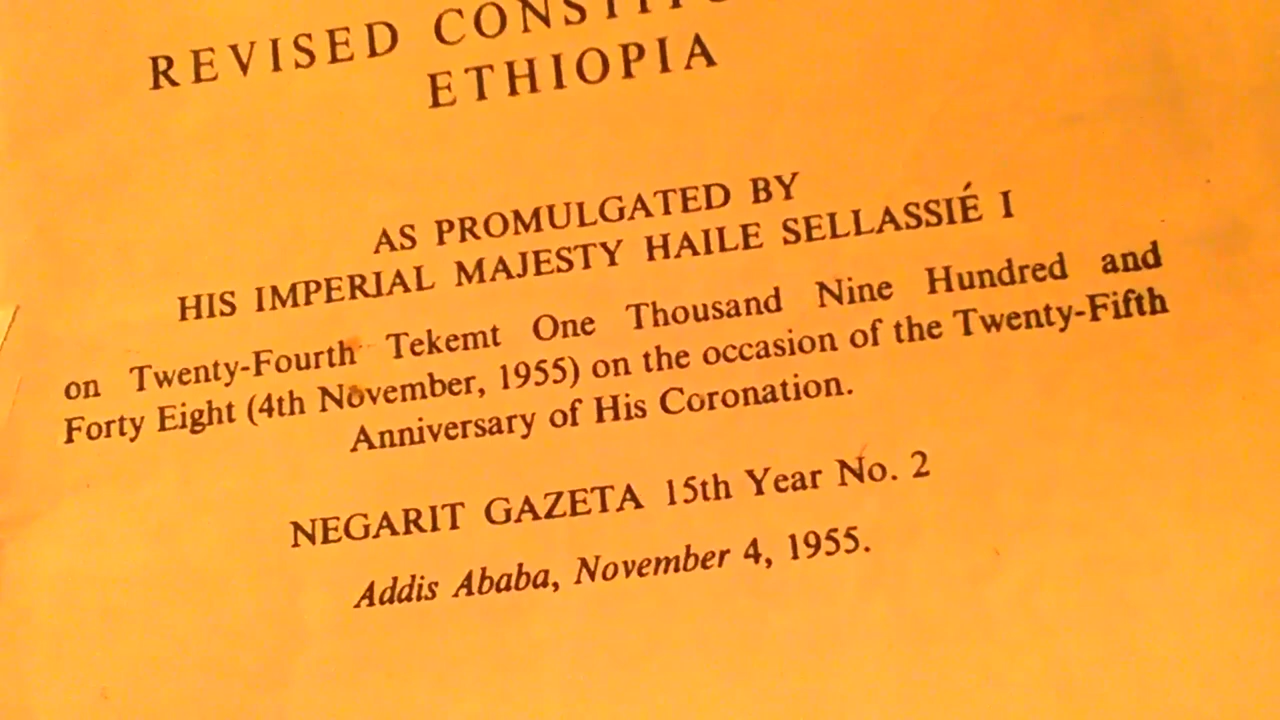 REVISED
ETHIOPIA
AS PROMULGATED BY
HIS IMPERIAL MAJESTY HAILE SELLASSIÉ I
on Twenty-Fourth Tekemt One Thousand Nine Hundred and
Forty Eight (4th November, 1955) on the occasion of the Twenty-Fifth
Anniversary of His Coronation.
NEGARIT GAZETA 15th Year No. 2
Addis Ababa, November 4, 1955.